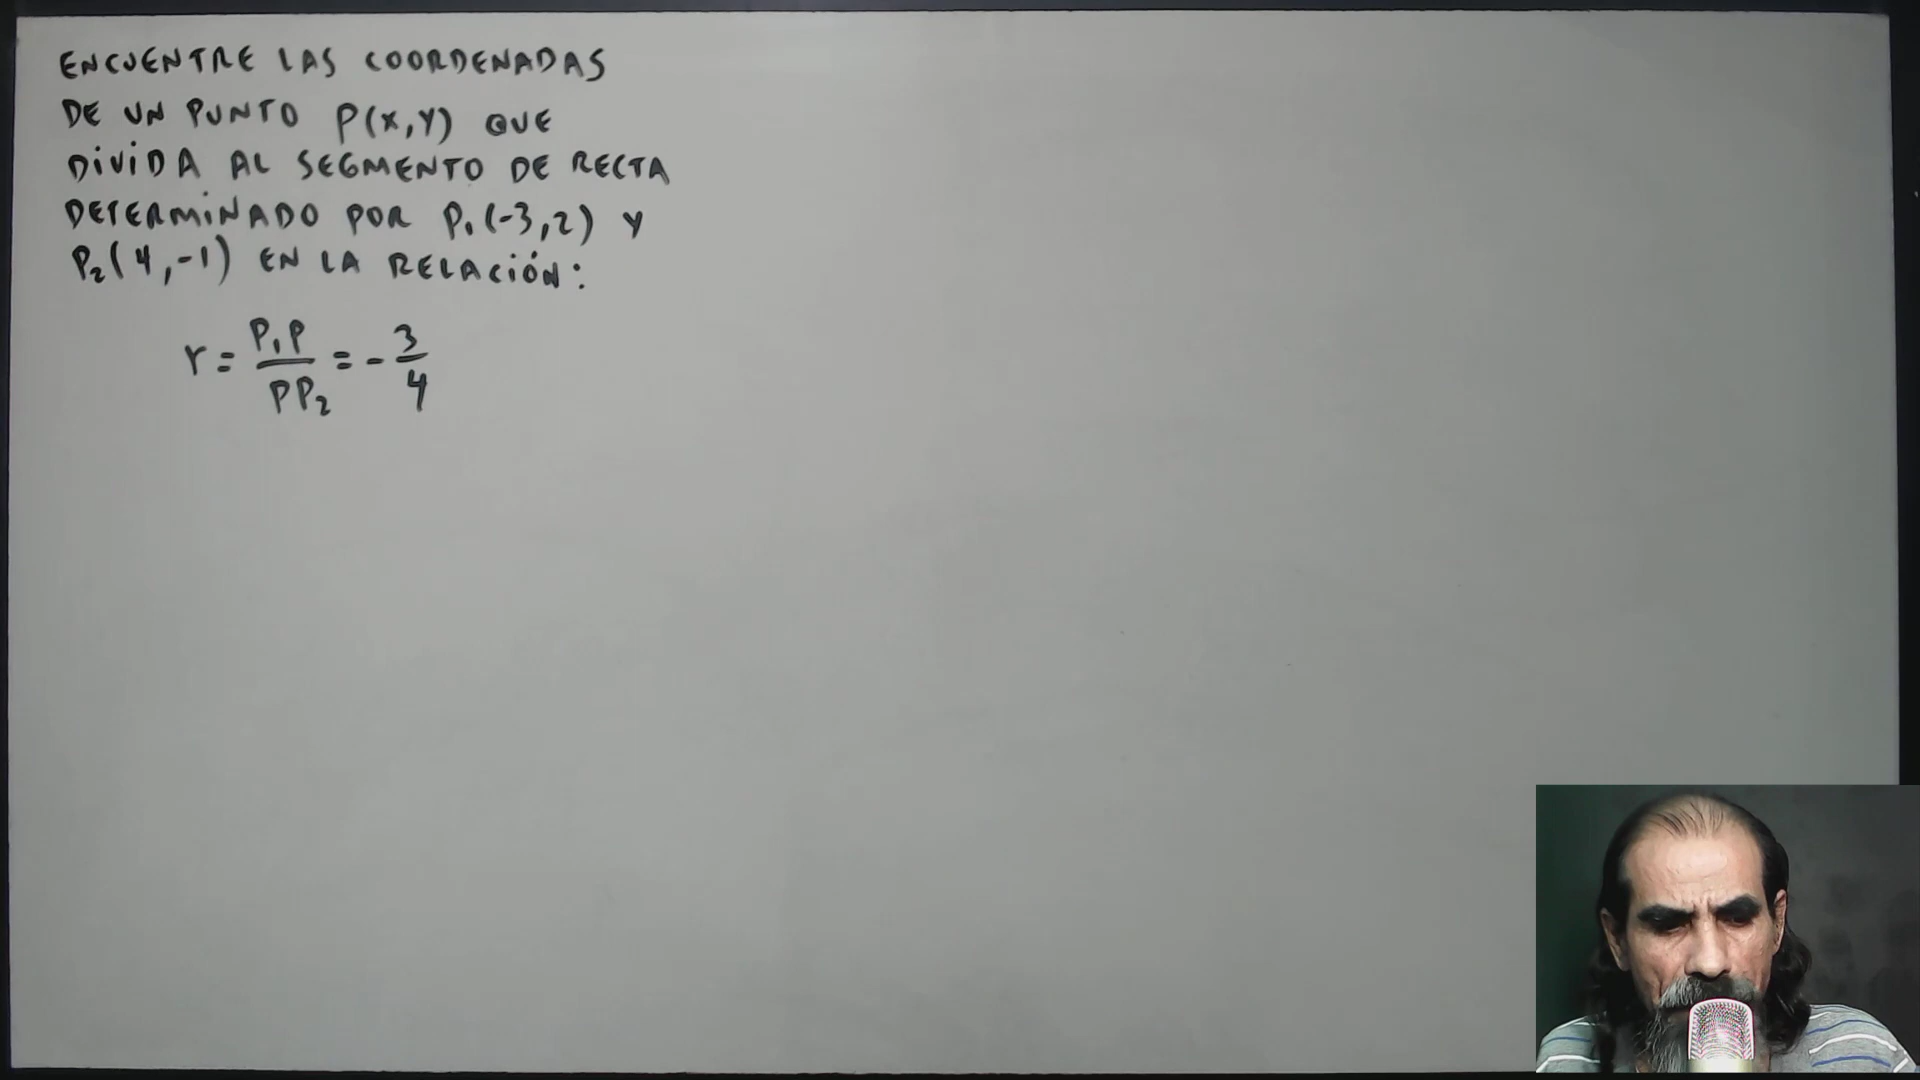 ENCUENTRE LAS COORDENADAS
DE UN PUNTO P(X,Y) QUE
DIVIDA AL SEGMENTO DE RECTA
DETERMINADO POR P₁(-3,2) Y
P₂(4,-1) EN LA RELACIÓN:
r = P₁P / PP₂ = - 3/4